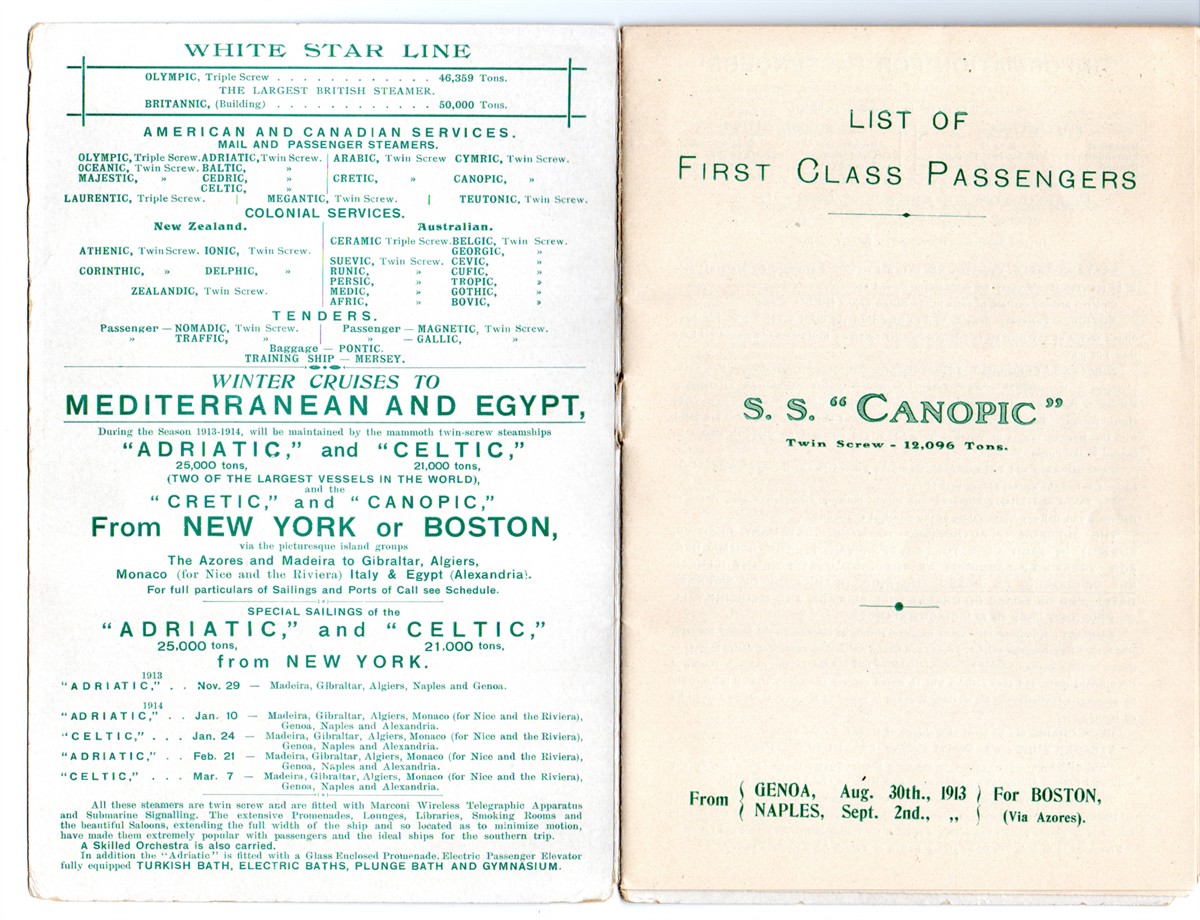 WHITE STAR LINE
OLYMPIC, Triple Screw . . . . . . . . . . . . 46,359 Tons.
THE LARGEST BRITISH STEAMER.
BRITANNIC, (Building) . . . . . . . . . . . . 50,000 Tons.
AMERICAN AND CANADIAN SERVICES.
MAIL AND PASSENGER STEAMERS.
OLYMPIC, Triple Screw. ADRIATIC, Twin Screw. ARABIC, Twin Screw CYMRIC, Twin Screw.
OCEANIC, Twin Screw. BALTIC, »
MAJESTIC, » CEDRIC, » CRETIC, » CANOPIC, »
CELTIC, »
LAURENTIC, Triple Screw. MEGANTIC, Twin Screw. TEUTONIC, Twin Screw.
COLONIAL SERVICES.
New Zealand. Australian.
CERAMIC Triple Screw. BELGIC, Twin Screw.
ATHENIC, Twin Screw. IONIC, Twin Screw. GEORGIC, »
SUEVIC, Twin Screw. CEVIC, »
CORINTHIC, » DELPHIC, » RUNIC, » CUFIC, »
PERSIC, » TROPIC, »
ZEALANDIC, Twin Screw. MEDIC, » GOTHIC, »
AFRIC, » BOVIC, »
TENDERS.
Passenger — NOMADIC, Twin Screw. Passenger — MAGNETIC, Twin Screw.
» TRAFFIC, » » — GALLIC, »
Baggage — PONTIC.
TRAINING SHIP — MERSEY.
WINTER CRUISES TO
MEDITERRANEAN AND EGYPT,
During the Season 1913-1914, will be maintained by the mammoth twin-screw steamships
“ADRIATIC,” and “CELTIC,”
25,000 tons, 21,000 tons,
(TWO OF THE LARGEST VESSELS IN THE WORLD),
and the
“CRETIC,” and “CANOPIC,”
From NEW YORK or BOSTON,
via the picturesque island groups
The Azores and Madeira to Gibraltar, Algiers,
Monaco (for Nice and the Riviera) Italy & Egypt (Alexandria).
For full particulars of Sailings and Ports of Call see Schedule.
SPECIAL SAILINGS of the
“ADRIATIC,” and “CELTIC,”
25.000 tons, 21.000 tons,
from NEW YORK.
1913
“ADRIATIC,” . . Nov. 29 — Madeira, Gibraltar, Algiers, Naples and Genoa.
1914
“ADRIATIC,” . . Jan. 10 — Madeira, Gibraltar, Algiers, Monaco (for Nice and the Riviera),
Genoa, Naples and Alexandria.
“CELTIC,” . . . Jan. 24 — Madeira, Gibraltar, Algiers, Monaco (for Nice and the Riviera),
Genoa, Naples and Alexandria.
“ADRIATIC,” . . Feb. 21 — Madeira, Gibraltar, Algiers, Monaco (for Nice and the Riviera),
Genoa, Naples and Alexandria.
“CELTIC,” . . . Mar. 7 — Madeira, Gibraltar, Algiers, Monaco (for Nice and the Riviera),
Genoa, Naples and Alexandria.
All these steamers are twin screw and are fitted with Marconi Wireless Telegraphic Apparatus
and Submarine Signalling. The extensive Promenades, Lounges, Libraries, Smoking Rooms and
the beautiful Saloons, extending the full width of the ship and so located as to minimize motion,
have made them extremely popular with passengers and the ideal ships for the southern trip.
A Skilled Orchestra is also carried.
In addition the “Adriatic” is fitted with a Glass Enclosed Promenade. Electric Passenger Elevator
fully equipped TURKISH BATH, ELECTRIC BATHS, PLUNGE BATH AND GYMNASIUM.
LIST OF
FIRST CLASS PASSENGERS
S. S. “CANOPIC”
Twin Screw - 12,096 Tons.
From { GENOA, Aug. 30th., 1913 } For BOSTON,
NAPLES, Sept. 2nd., „ (Via Azores).